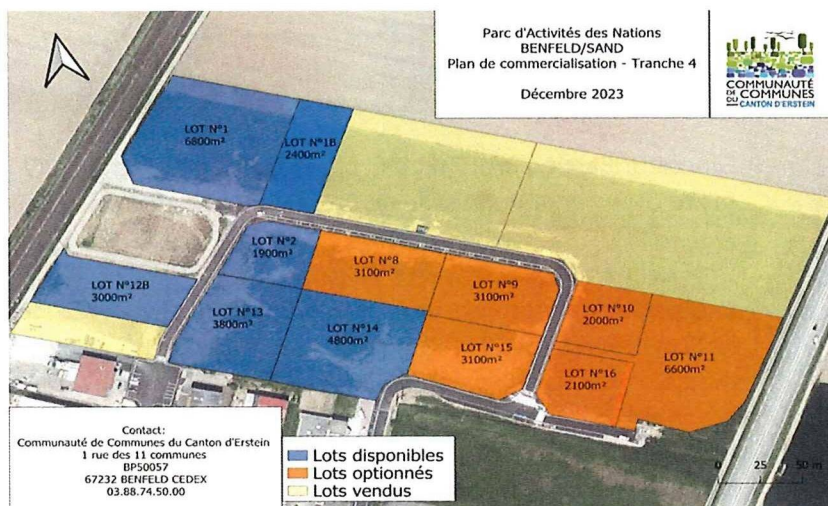 Parc d'Activités des Nations
BENFELD/SAND
Plan de commercialisation - Tranche 4
Décembre 2023
COMMUNAUTÉ
DE
DU
COMMUNES
CANTON D'ERSTEIN
LOT N°1
6800m²
LOT N°1B
2400m²
LOT N°2
1900m²
LOT N°8
3100m²
LOT N°9
3100m²
LOT N°10
2000m²
LOT N°12B
3000m²
LOT N°13
3800m²
LOT N°14
4800m²
LOT N°15
3100m²
LOT N°16
2100m²
LOT N°11
6600m²
Contact:
Communauté de Communes du Canton d'Erstein
1 rue des 11 communes
BP50057
67232 BENFELD CEDEX
03.88.74.50.00
Lots disponibles
Lots optionnés
Lots vendus
0 25 50 m